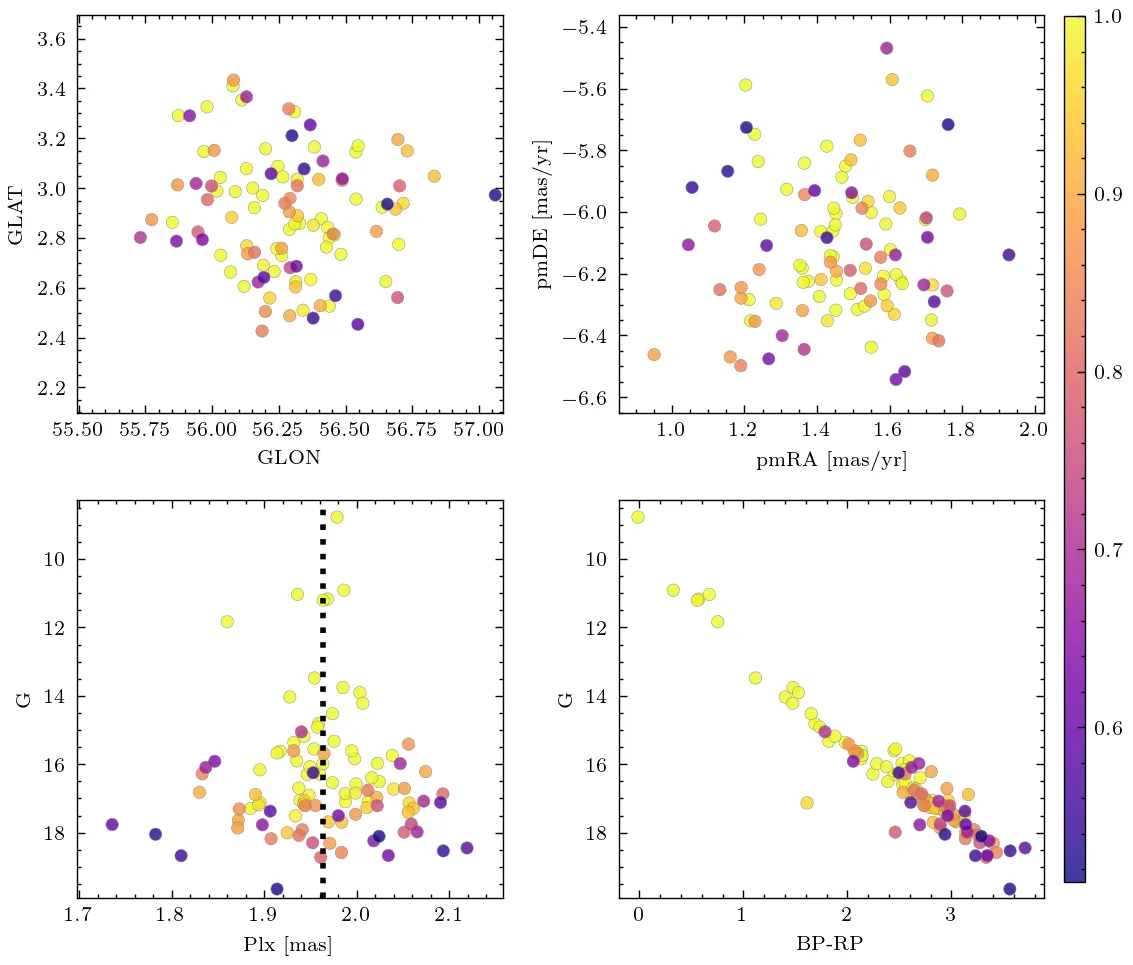 3.6
3.4
3.2
3.0
2.8
2.6
2.4
2.2
GLAT
55.50 55.75 56.00 56.25 56.50 56.75 57.00
GLON
−5.4
−5.6
−5.8
−6.0
−6.2
−6.4
−6.6
pmDE [mas/yr]
1.0 1.2 1.4 1.6 1.8 2.0
pmRA [mas/yr]
10
12
14
16
18
G
1.7 1.8 1.9 2.0 2.1
Plx [mas]
10
12
14
16
18
G
0 1 2 3
BP-RP
1.0
0.9
0.8
0.7
0.6